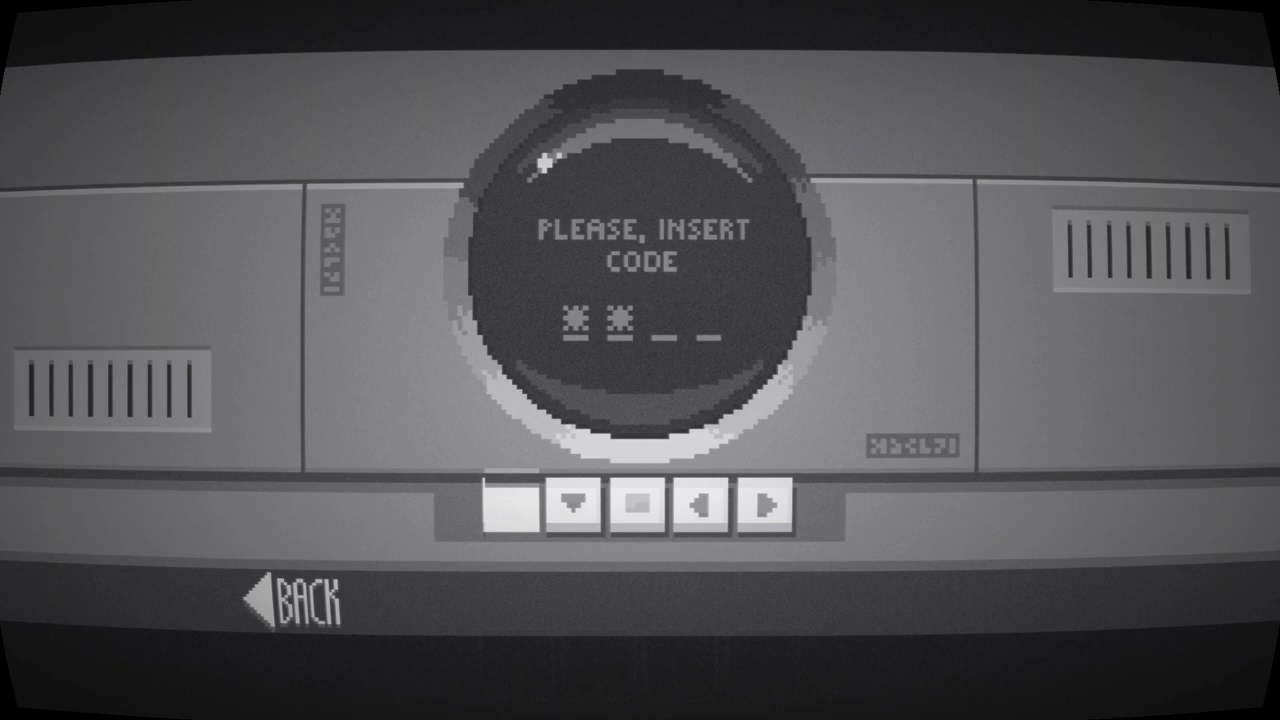 PLEASE, INSERT
CODE
* * _ _
BACK